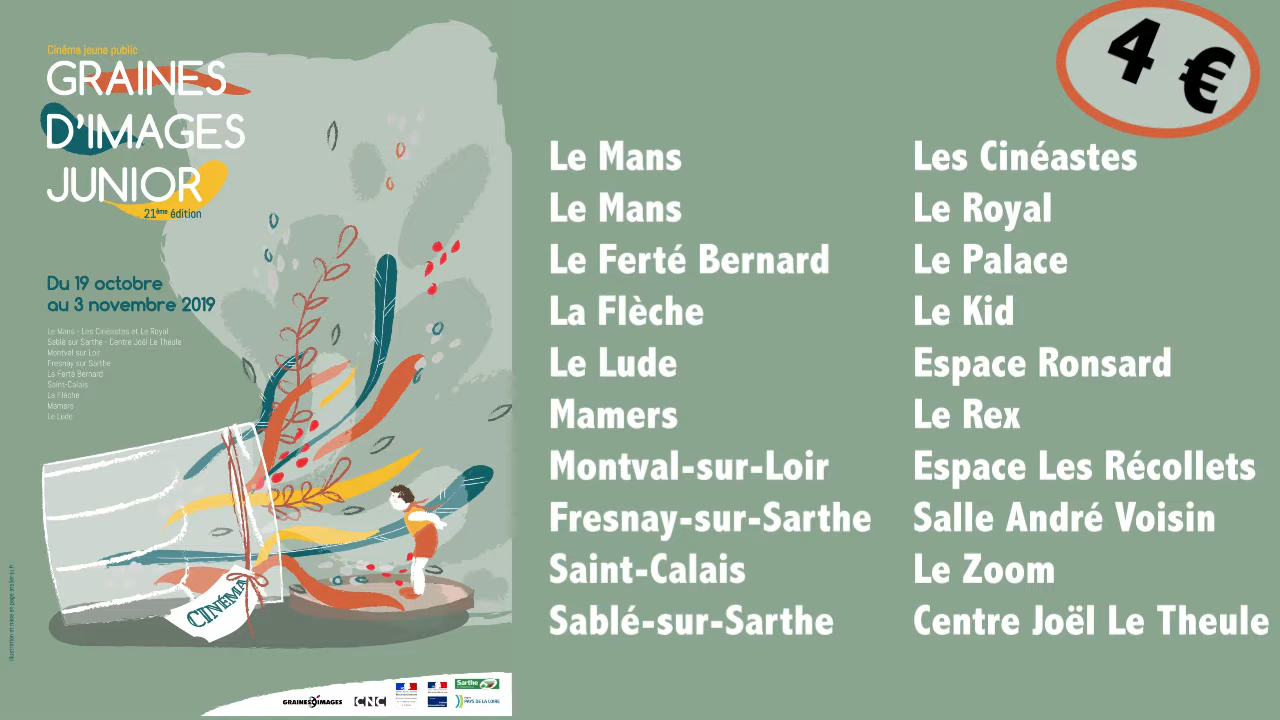 Cinéma jeune public
GRAINES
D'IMAGES
JUNIOR
21ème édition
Du 19 octobre
au 3 novembre 2019
Le Mans - Les Cinéastes et Le Royal
Sablé sur Sarthe - Centre Joël Le Theule
Montval sur Loir
Fresnay sur Sarthe
La Ferté Bernard
Saint-Calais
La Flèche
Mamers
Le Lude
CINÉMA
GRAINES D'IMAGES
CNC
Sarthe
PAYS DE LA LOIRE
4 €
Le Mans Les Cinéastes
Le Mans Le Royal
Le Ferté Bernard Le Palace
La Flèche Le Kid
Le Lude Espace Ronsard
Mamers Le Rex
Montval-sur-Loir Espace Les Récollets
Fresnay-sur-Sarthe Salle André Voisin
Saint-Calais Le Zoom
Sablé-sur-Sarthe Centre Joël Le Theule